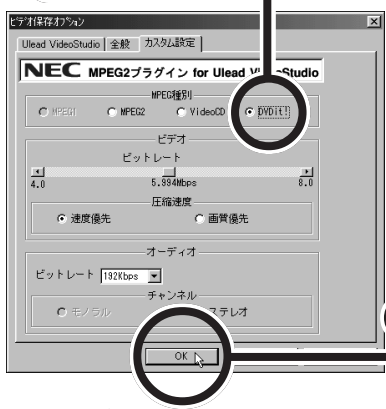 ビデオ保存オプション
Ulead VideoStudio 全般 カスタム設定
NEC MPEG2プラグイン for Ulead VideoStudio
MPEG種別
MPEG1 MPEG2 VideoCD DVDit!
ビデオ
ビットレート
4.0 5.994Mbps 8.0
圧縮速度
速度優先 画質優先
オーディオ
ビットレート 192Kbps
チャンネル
モノラル ステレオ
OK